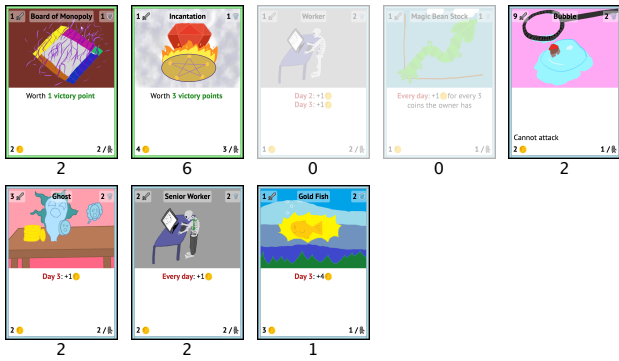 1 Board of Monopoly 1
Worth 1 victory point
2 2 /
2
1 Incantation 1
Worth 3 victory points
4 3 /
6
1 Worker 2
Day 2: +1
Day 3: +1
1 2 /
0
1 Magic Bean Stock 2
Every day: +1 for every 3
coins the owner has
1 1 /
0
9 Bubble 2
Cannot attack
2 1 /
2
3 Ghost 2
Day 3: +1
2 2 /
2
2 Senior Worker 2
Every day: +1
2 2 /
2
1 Gold Fish 2
Day 3: +4
3 1 /
1